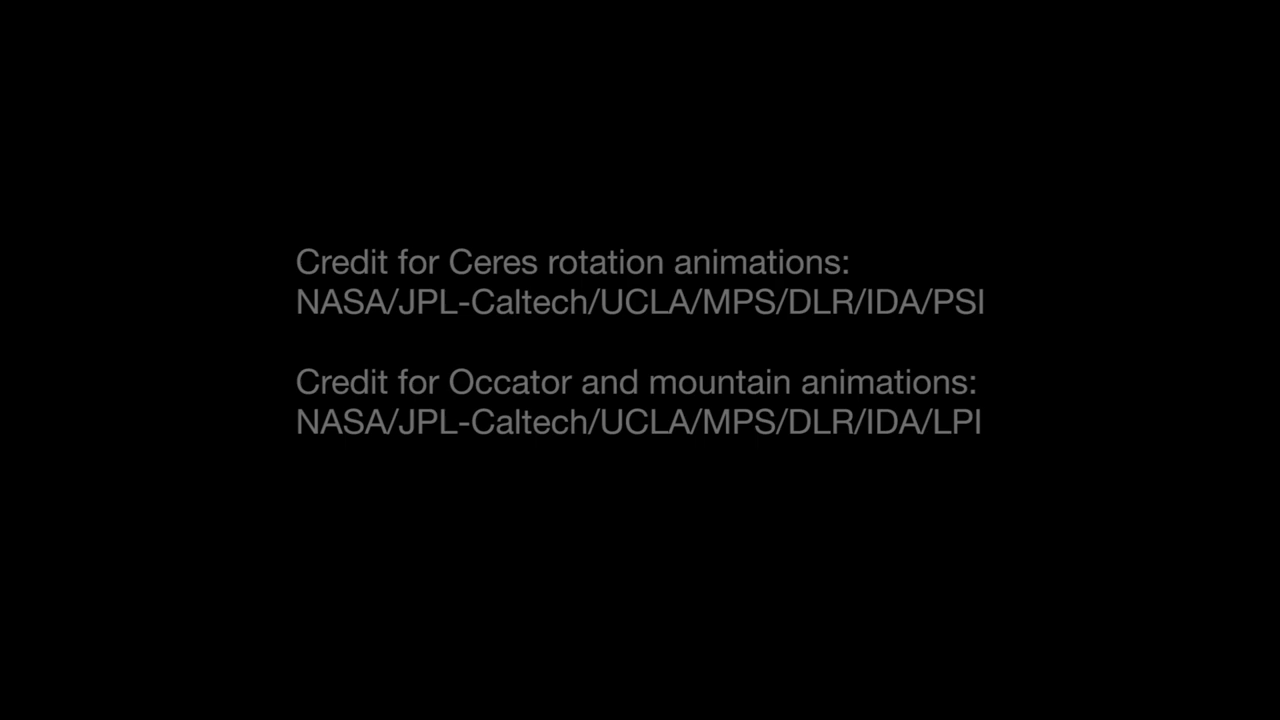 Credit for Ceres rotation animations:
NASA/JPL-Caltech/UCLA/MPS/DLR/IDA/PSI
Credit for Occator and mountain animations:
NASA/JPL-Caltech/UCLA/MPS/DLR/IDA/LPI